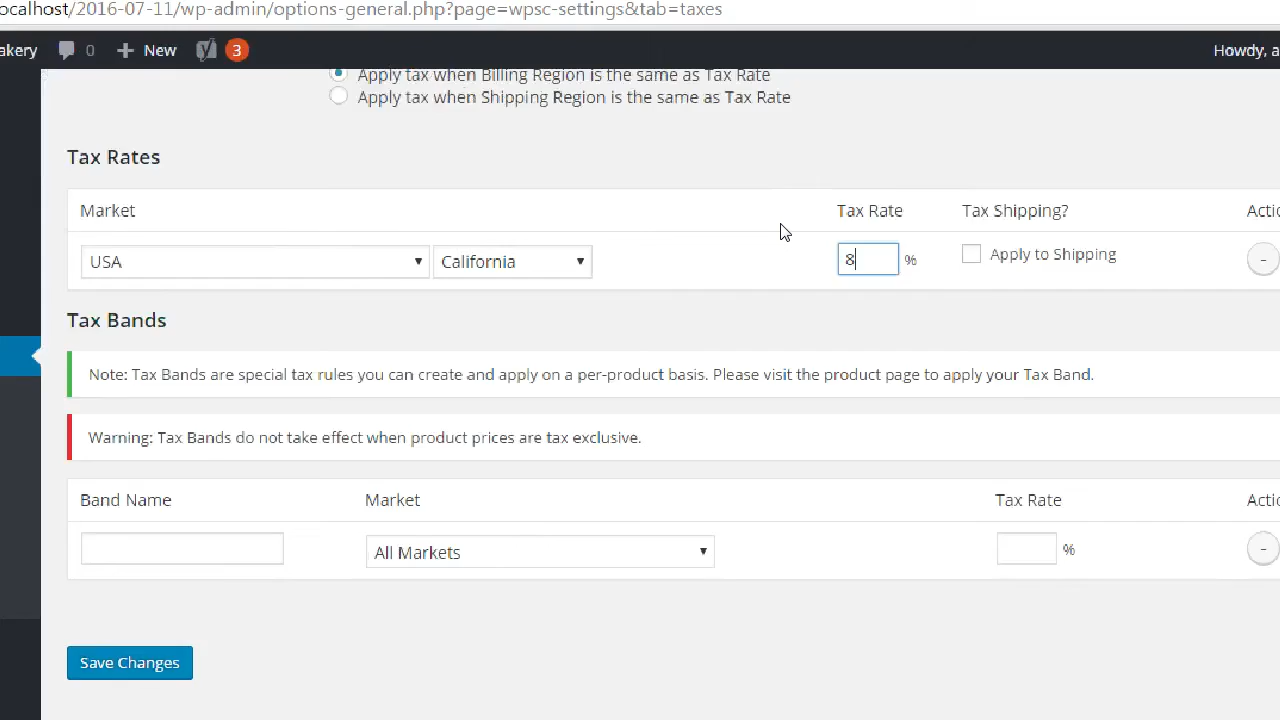 ocalhost/2016-07-11/wp-admin/options-general.php?page=wpsc-settings&tab=taxes
akery 0 + New 3 Howdy, a
Apply tax when Billing Region is the same as Tax Rate
Apply tax when Shipping Region is the same as Tax Rate
Tax Rates
Market Tax Rate Tax Shipping? Actio
USA California 8 % Apply to Shipping -
Tax Bands
Note: Tax Bands are special tax rules you can create and apply on a per-product basis. Please visit the product page to apply your Tax Band.
Warning: Tax Bands do not take effect when product prices are tax exclusive.
Band Name Market Tax Rate Actio
All Markets % -
Save Changes